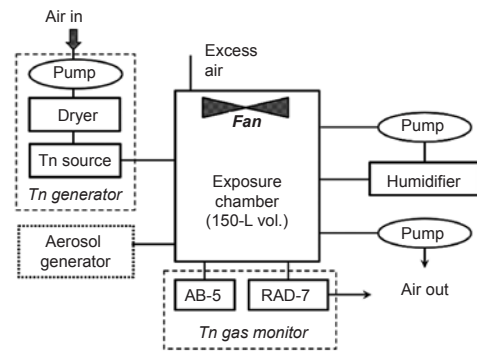 Air in
Pump
Dryer
Tn source
Tn generator
Aerosol
generator
Excess
air
Fan
Exposure
chamber
(150-L vol.)
Pump
Humidifier
Pump
Air out
AB-5
RAD-7
Tn gas monitor